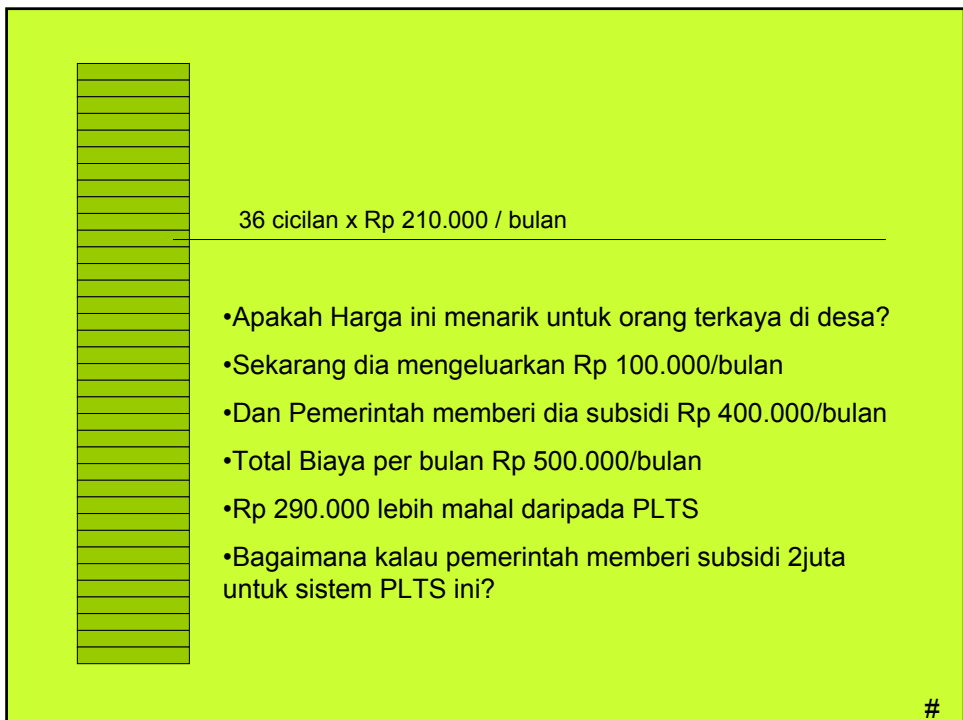 36 cicilan x Rp 210.000 / bulan
•Apakah Harga ini menarik untuk orang terkaya di desa?
•Sekarang dia mengeluarkan Rp 100.000/bulan
•Dan Pemerintah memberi dia subsidi Rp 400.000/bulan
•Total Biaya per bulan Rp 500.000/bulan
•Rp 290.000 lebih mahal daripada PLTS
•Bagaimana kalau pemerintah memberi subsidi 2juta
untuk sistem PLTS ini?
#